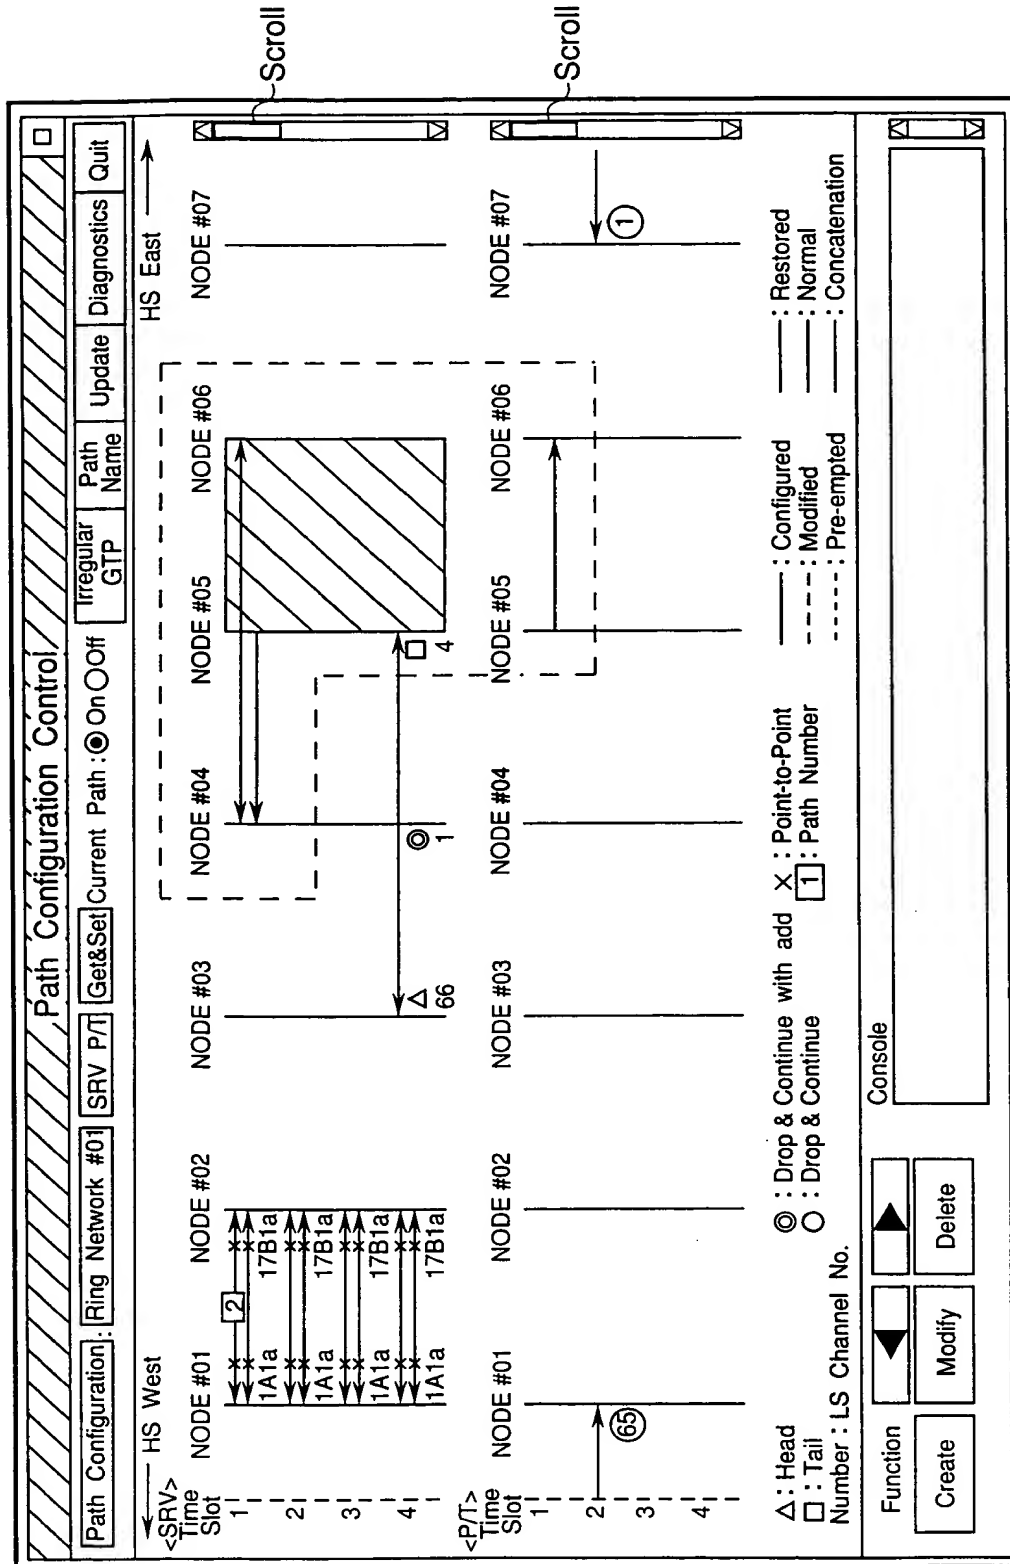 Path Configuration Control
Path Configuration : Ring Network #01 SRV P/T Get&Set Current Path : On Off Irregular GTP Path Name Update Diagnostics Quit
HS West HS East
<SRV>
Time Slot
NODE #01 NODE #02 NODE #03 NODE #04 NODE #05 NODE #06 NODE #07
Scroll
2
1
1A1a 17B1a
2
1A1a 17B1a
3
1A1a 17B1a
4
1A1a 17B1a
66 1 4
<P/T>
Time Slot
NODE #01 NODE #02 NODE #03 NODE #04 NODE #05 NODE #06 NODE #07
Scroll
1
2
3
4
65 1
△ : Head
□ : Tail
Number : LS Channel No.
◎ : Drop & Continue with add
○ : Drop & Continue
× : Point-to-Point
1 : Path Number
: Configured
: Modified
: Pre-empted
: Restored
: Normal
: Concatenation
Function
Create Modify Delete
Console